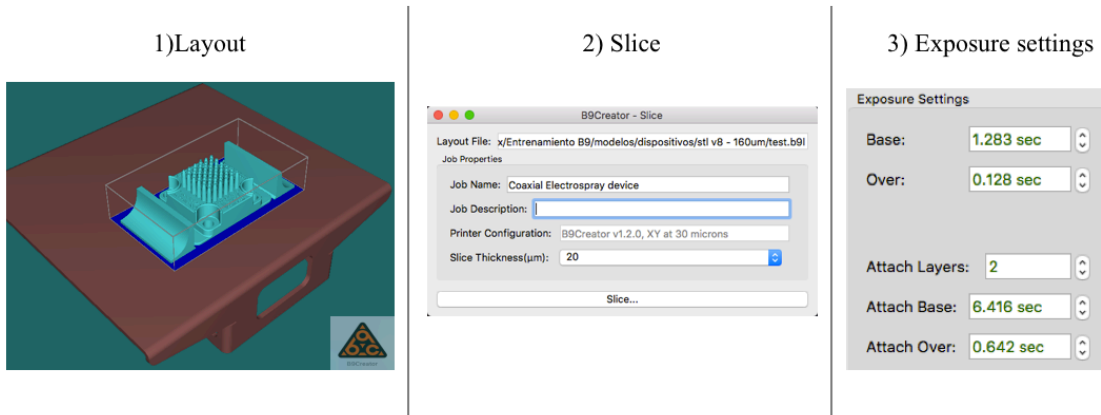 1)Layout
2) Slice
3) Exposure settings
B9Creator
B9Creator - Slice
Layout File: x/Entrenamiento B9/modelos/dispositivos/stl v8 - 160um/test.b9l
Job Properties
Job Name: Coaxial Electrospray device
Job Description:
Printer Configuration: B9Creator v1.2.0, XY at 30 microns
Slice Thickness(µm): 20
Slice...
Exposure Settings
Base: 1.283 sec
Over: 0.128 sec
Attach Layers: 2
Attach Base: 6.416 sec
Attach Over: 0.642 sec